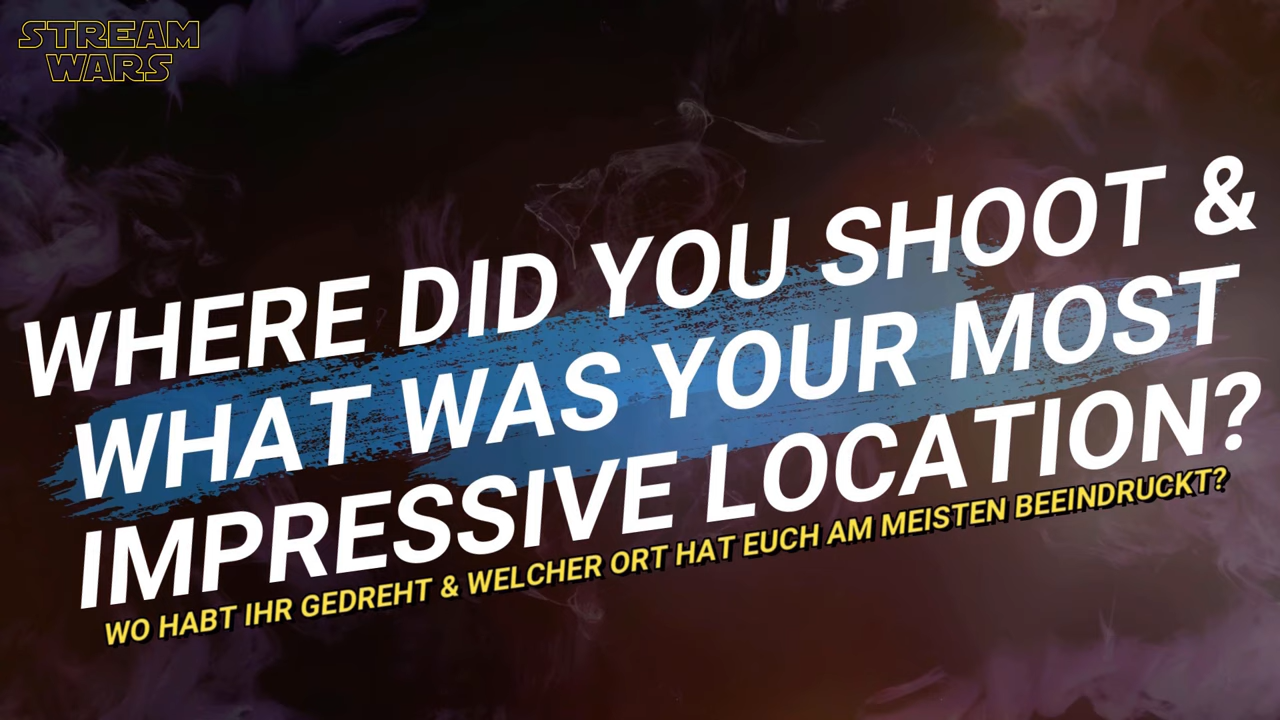 STREAM
WARS
WHERE DID YOU SHOOT &
WHAT WAS YOUR MOST
IMPRESSIVE LOCATION?
WO HABT IHR GEDREHT & WELCHER ORT HAT EUCH AM MEISTEN BEEINDRUCKT?